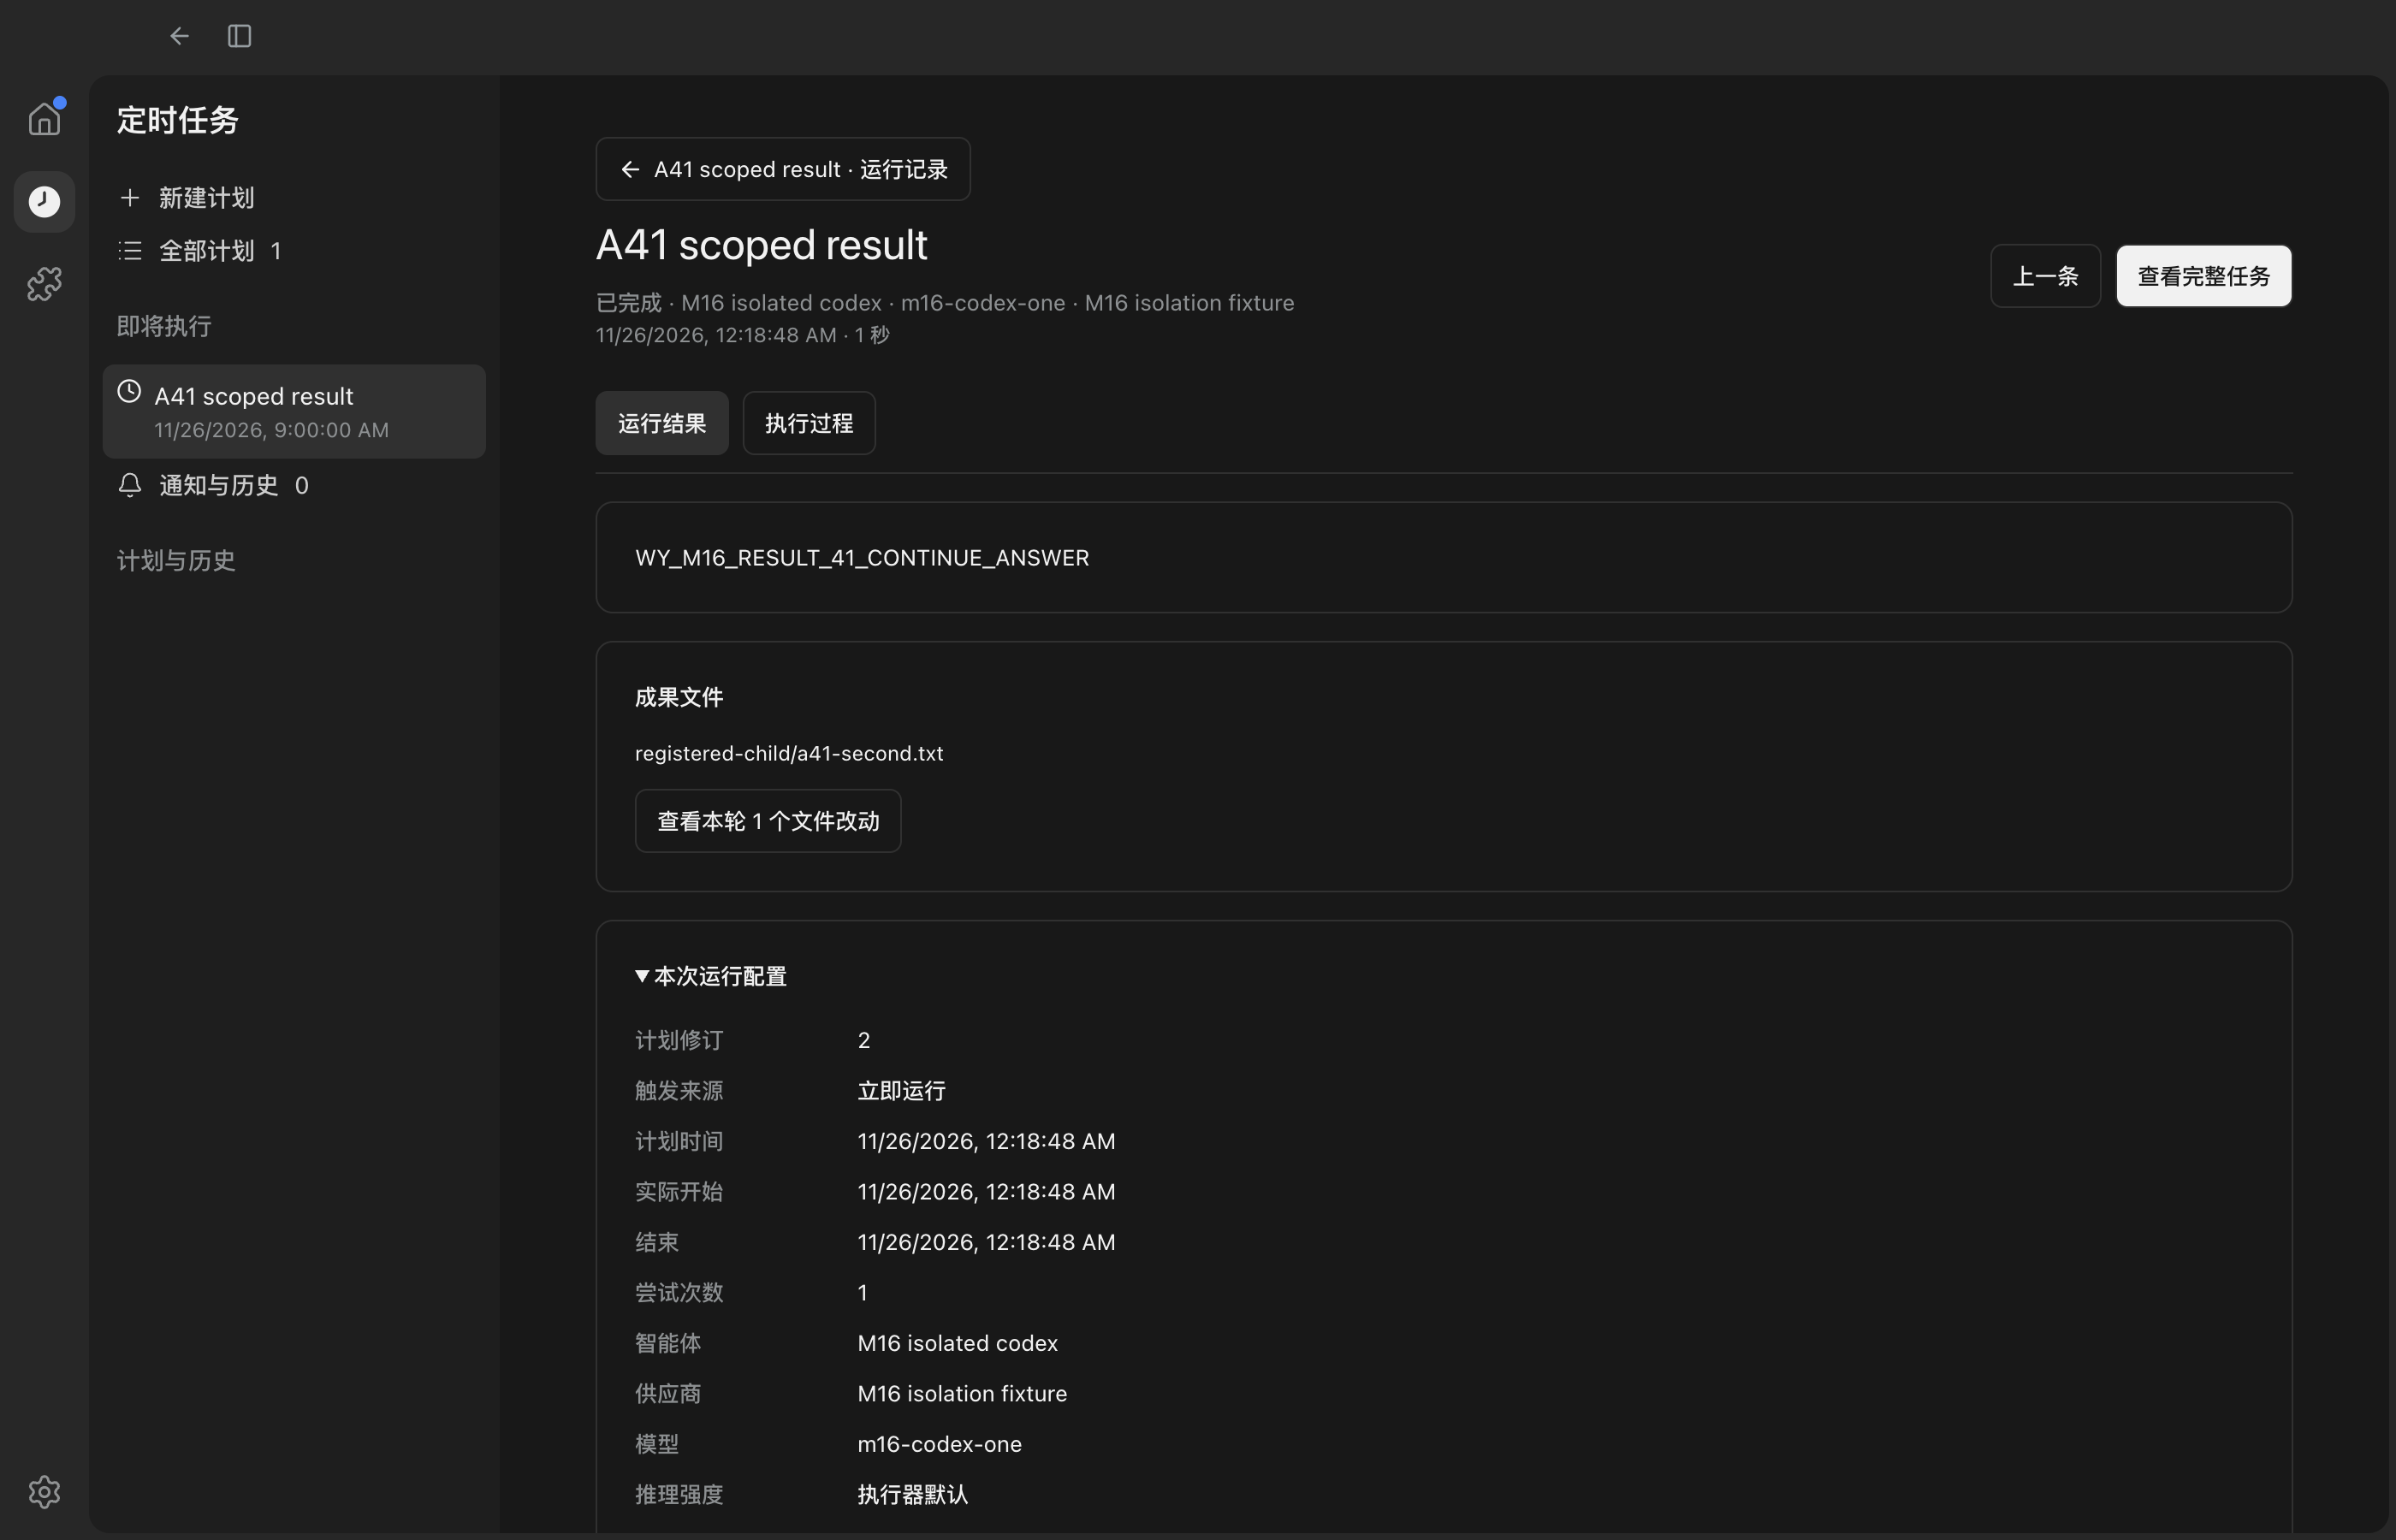 定时任务
新建计划
全部计划 1
即将执行
A41 scoped result
11/26/2026, 9:00:00 AM
通知与历史 0
计划与历史
A41 scoped result · 运行记录
A41 scoped result
已完成 · M16 isolated codex · m16-codex-one · M16 isolation fixture
11/26/2026, 12:18:48 AM · 1 秒
上一条
查看完整任务
运行结果
执行过程
WY_M16_RESULT_41_CONTINUE_ANSWER
成果文件
registered-child/a41-second.txt
查看本轮 1 个文件改动
本次运行配置
计划修订 2
触发来源 立即运行
计划时间 11/26/2026, 12:18:48 AM
实际开始 11/26/2026, 12:18:48 AM
结束 11/26/2026, 12:18:48 AM
尝试次数 1
智能体 M16 isolated codex
供应商 M16 isolation fixture
模型 m16-codex-one
推理强度 执行器默认